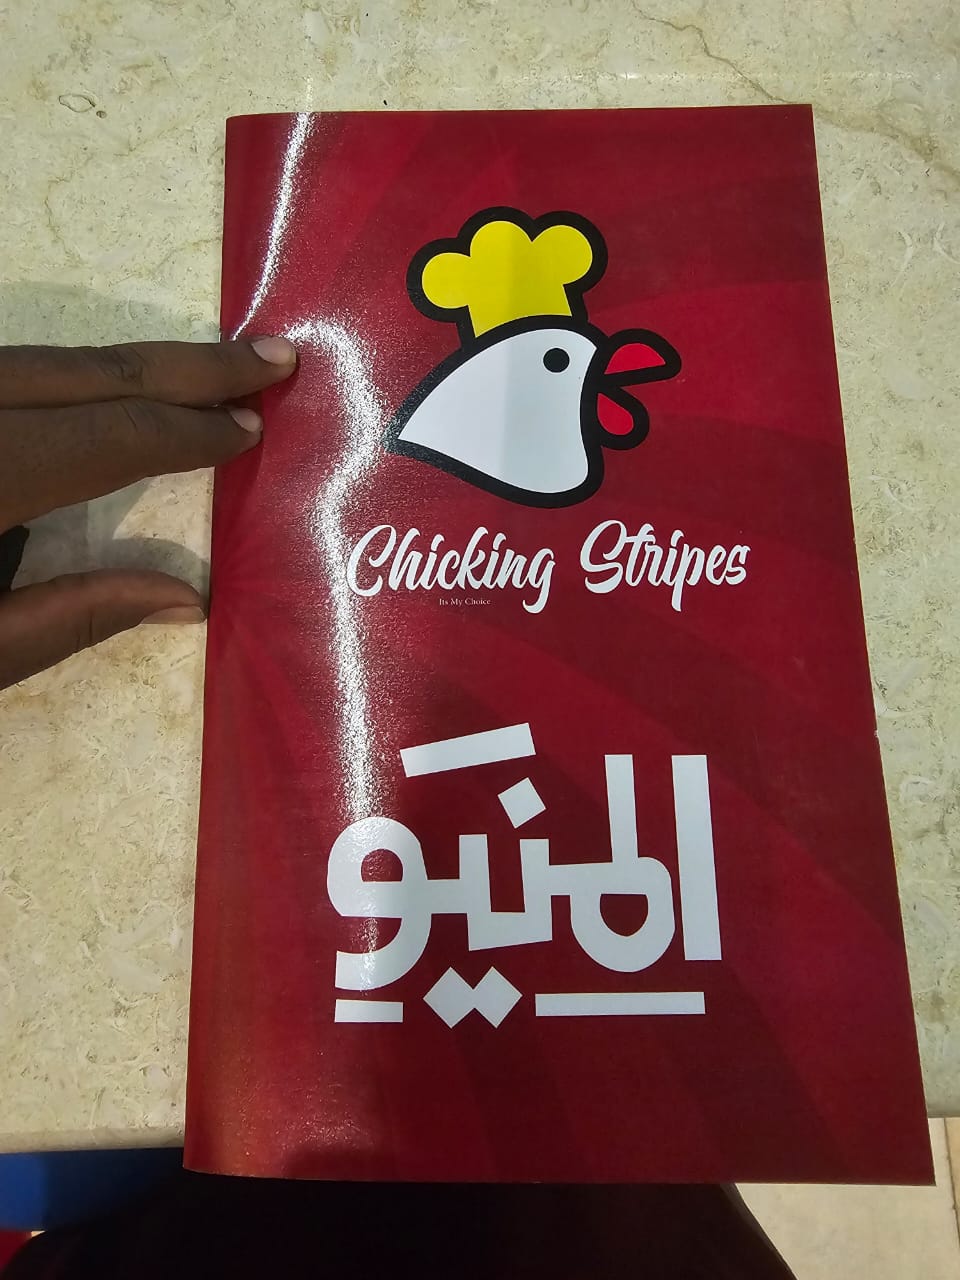 Chicking Stripes
Its My Choice
المنيو